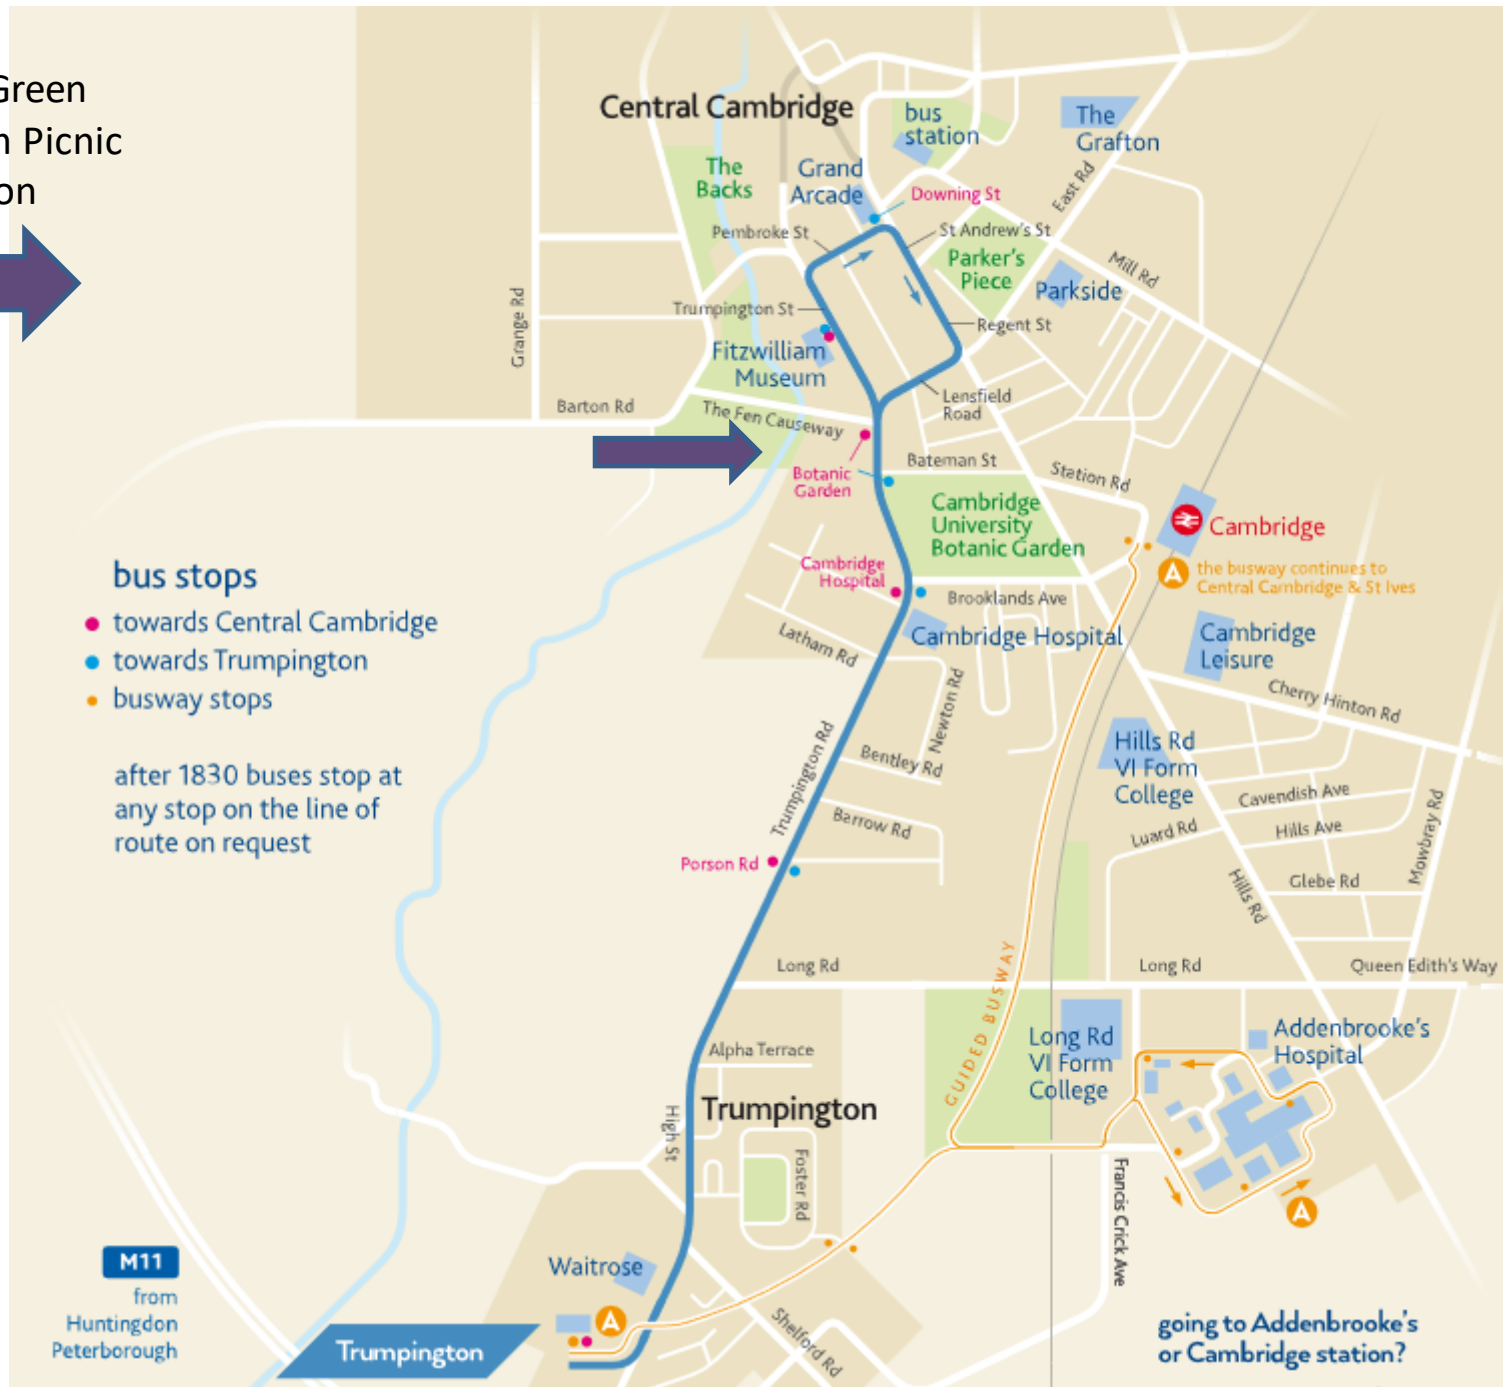 Green
Picnic
on
Central Cambridge
bus
station
The
Grafton
The
Backs
Grand
Arcade
Downing St
East Rd
Pembroke St
St Andrew's St
Parker's
Piece
Mill Rd
Parkside
Grange Rd
Trumpington St
Regent St
Fitzwilliam
Museum
Lensfield
Road
Barton Rd
The Fen Causeway
Bateman St
Station Rd
Botanic
Garden
Cambridge
University
Botanic Garden
Cambridge
A
the busway continues to
Central Cambridge & St Ives
Cambridge
Hospital
Brooklands Ave
Cambridge Hospital
Cambridge
Leisure
Latham Rd
Newton Rd
Cherry Hinton Rd
bus stops
towards Central Cambridge
towards Trumpington
busway stops
after 1830 buses stop at
any stop on the line of
route on request
Trumpington Rd
Bentley Rd
Hills Rd
VI Form
College
Cavendish Ave
Barrow Rd
Luard Rd
Hills Ave
Mowbray Rd
Porson Rd
Hills Rd
Glebe Rd
Long Rd
Long Rd
Queen Edith's Way
GUIDED BUSWAY
Alpha Terrace
Long Rd
VI Form
College
Addenbrooke's
Hospital
Trumpington
High St
Foster Rd
Francis Crick Ave
A
M11
from
Huntingdon
Peterborough
Waitrose
A
Trumpington
Shelford Rd
going to Addenbrooke's
or Cambridge station?